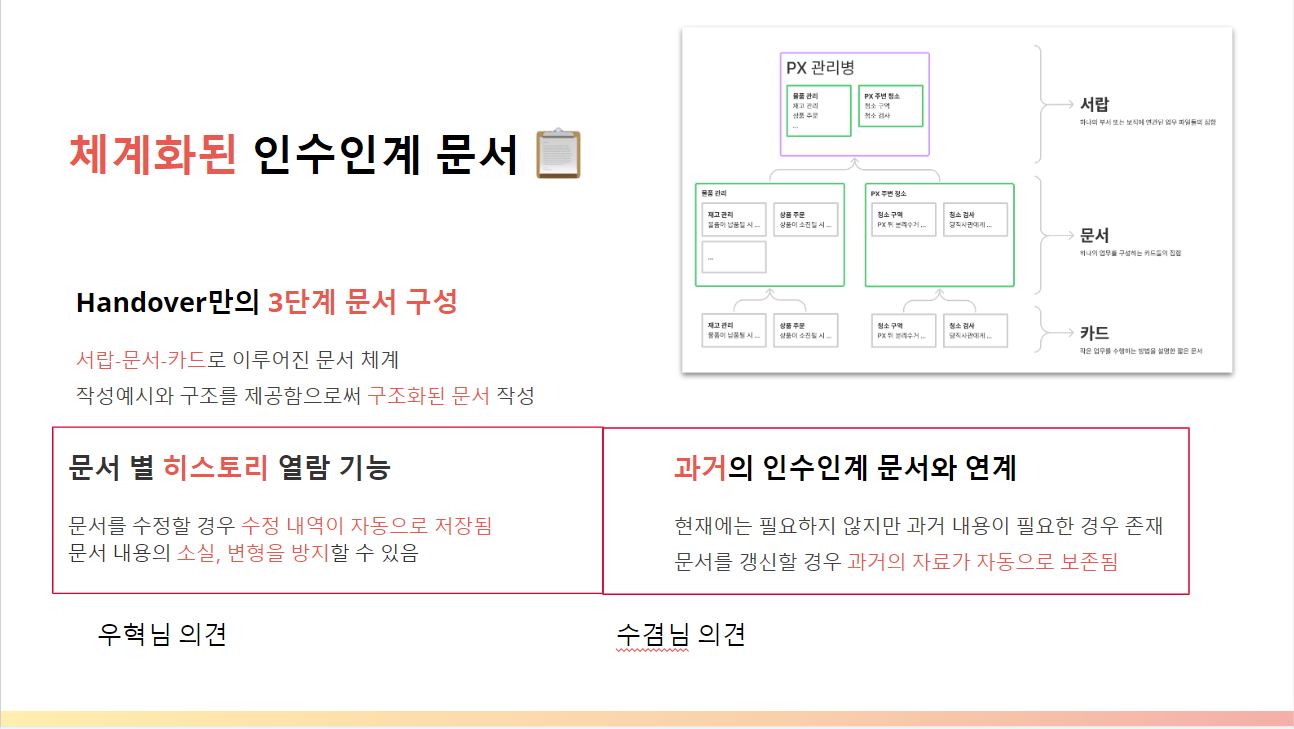 체계화된 인수인계 문서
Handover만의 3단계 문서 구성
서랍-문서-카드로 이루어진 문서 체계
작성예시와 구조를 제공함으로써 구조화된 문서 작성
PX 관리병
물품 관리
재고 관리
상품 주문
...
PX 주변 청소
청소 구역
청소 검사
서랍
하나의 부서 또는 보직에 연관된 업무 파일들의 집합
물품 관리
재고 관리
물품이 납품될 시 ...
상품 주문
상품이 소진될 시 ...
...
PX 주변 청소
청소 구역
PX 뒤 분리수거 ...
청소 검사
당직사관에게 ...
문서
하나의 업무를 구성하는 카드들의 집합
재고 관리
물품이 납품될 시 ...
상품 주문
상품이 소진될 시 ...
청소 구역
PX 뒤 분리수거 ...
청소 검사
당직사관에게 ...
카드
작은 업무를 수행하는 방법을 설명한 짧은 문서
문서 별 히스토리 열람 기능
문서를 수정할 경우 수정 내역이 자동으로 저장됨
문서 내용의 소실, 변형을 방지할 수 있음
과거의 인수인계 문서와 연계
현재에는 필요하지 않지만 과거 내용이 필요한 경우 존재
문서를 갱신할 경우 과거의 자료가 자동으로 보존됨
우혁님 의견
수겸님 의견